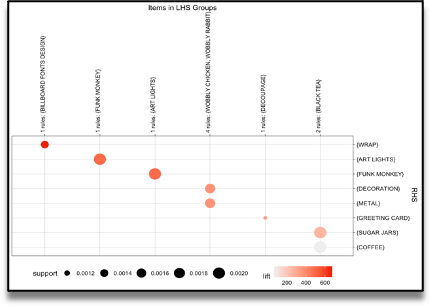 Items in LHS Groups
1 rules: {BILLBOARD FONTS DESIGN}
1 rules: {FUNK MONKEY}
1 rules: {ART LIGHTS}
4 rules: {WOBBLY CHICKEN, WOBBLY RABBIT}
1 rules: {DECOUPAGE}
2 rules: {BLACK TEA}
{WRAP}
{ART LIGHTS}
{FUNK MONKEY}
{DECORATION}
{METAL}
{GREETING CARD}
{SUGAR JARS}
{COFFEE}
RHS
support 0.0012 0.0014 0.0016 0.0018 0.0020
lift 200 400 600